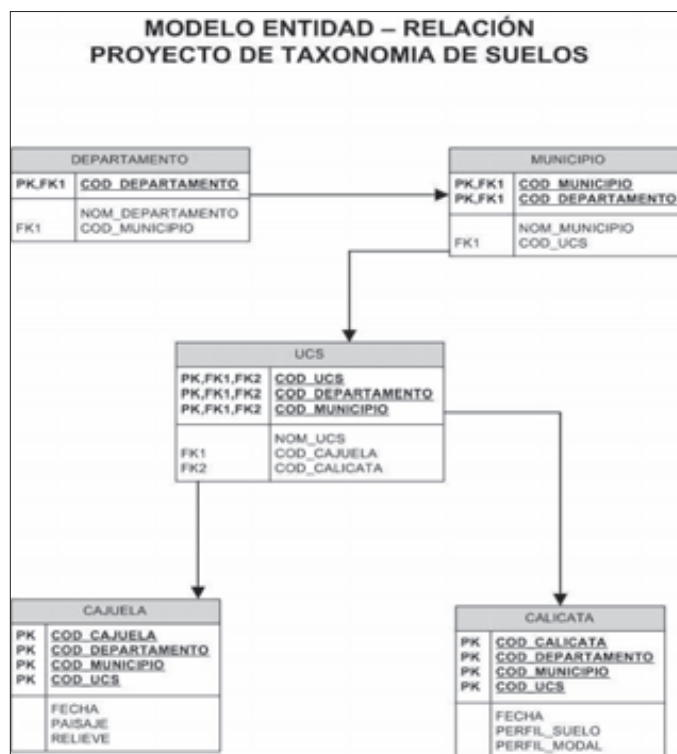 MODELO ENTIDAD – RELACIÓN
PROYECTO DE TAXONOMIA DE SUELOS
DEPARTAMENTO
PK,FK1 COD_DEPARTAMENTO
NOM_DEPARTAMENTO
FK1 COD_MUNICIPIO
MUNICIPIO
PK,FK1 COD_MUNICIPIO
PK,FK1 COD_DEPARTAMENTO
NOM_MUNICIPIO
FK1 COD_UCS
UCS
PK,FK1,FK2 COD_UCS
PK,FK1,FK2 COD_DEPARTAMENTO
PK,FK1,FK2 COD_MUNICIPIO
NOM_UCS
FK1 COD_CAJUELA
FK2 COD_CALICATA
CAJUELA
PK COD_CAJUELA
PK COD_DEPARTAMENTO
PK COD_MUNICIPIO
PK COD_UCS
FECHA
PAISAJE
RELIEVE
CALICATA
PK COD_CALICATA
PK COD_DEPARTAMENTO
PK COD_MUNICIPIO
PK COD_UCS
FECHA
PERFIL_SUELO
PERFIL_MODAL